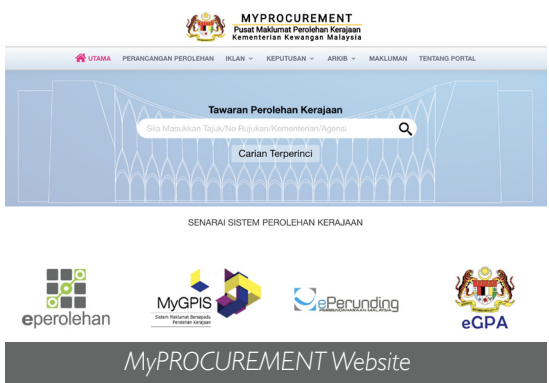 MYPROCUREMENT
Pusat Maklumat Perolehan Kerajaan
Kementerian Kewangan Malaysia
UTAMA PERANCANGAN PEROLEHAN IKLAN KEPUTUSAN ARKIB MAKLUMAN TENTANG PORTAL
Tawaran Perolehan Kerajaan
Sila Masukkan Tajuk/No Rujukan/Kementerian/Agensi
Carian Terperinci
SENARAI SISTEM PEROLEHAN KERAJAAN
eperolehan
MyGPIS
Sistem Maklumat Bersepadu
Perolehan Kerajaan
ePerunding
eGPA
MyPROCUREMENT Website